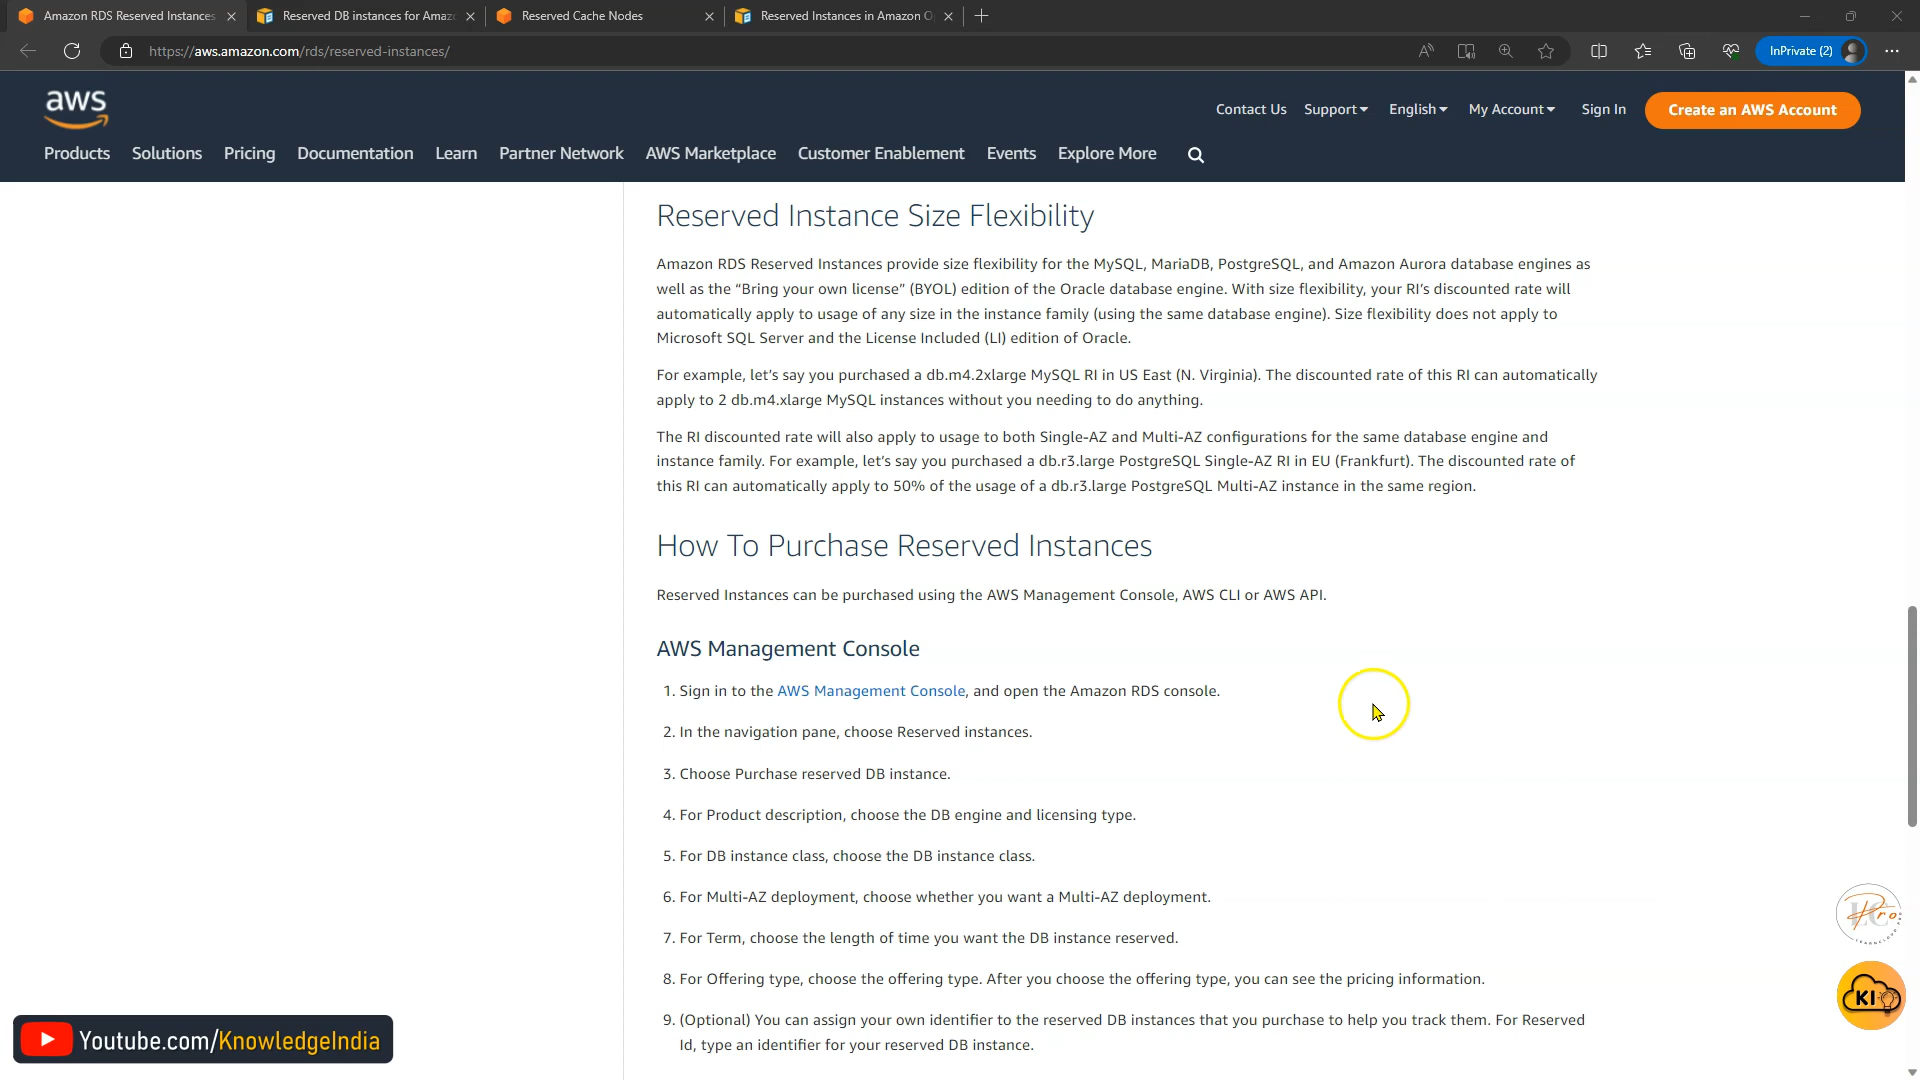 Amazon RDS Reserved Instances
Reserved DB instances for Amaz
Reserved Cache Nodes
Reserved Instances in Amazon O
https://aws.amazon.com/rds/reserved-instances/
InPrivate (2)
aws
Contact Us
Support
English
My Account
Sign In
Create an AWS Account
Products
Solutions
Pricing
Documentation
Learn
Partner Network
AWS Marketplace
Customer Enablement
Events
Explore More
Reserved Instance Size Flexibility
Amazon RDS Reserved Instances provide size flexibility for the MySQL, MariaDB, PostgreSQL, and Amazon Aurora database engines as
well as the “Bring your own license” (BYOL) edition of the Oracle database engine. With size flexibility, your RI’s discounted rate will
automatically apply to usage of any size in the instance family (using the same database engine). Size flexibility does not apply to
Microsoft SQL Server and the License Included (LI) edition of Oracle.
For example, let’s say you purchased a db.m4.2xlarge MySQL RI in US East (N. Virginia). The discounted rate of this RI can automatically
apply to 2 db.m4.xlarge MySQL instances without you needing to do anything.
The RI discounted rate will also apply to usage to both Single-AZ and Multi-AZ configurations for the same database engine and
instance family. For example, let’s say you purchased a db.r3.large PostgreSQL Single-AZ RI in EU (Frankfurt). The discounted rate of
this RI can automatically apply to 50% of the usage of a db.r3.large PostgreSQL Multi-AZ instance in the same region.
How To Purchase Reserved Instances
Reserved Instances can be purchased using the AWS Management Console, AWS CLI or AWS API.
AWS Management Console
1. Sign in to the AWS Management Console, and open the Amazon RDS console.
2. In the navigation pane, choose Reserved instances.
3. Choose Purchase reserved DB instance.
4. For Product description, choose the DB engine and licensing type.
5. For DB instance class, choose the DB instance class.
6. For Multi-AZ deployment, choose whether you want a Multi-AZ deployment.
7. For Term, choose the length of time you want the DB instance reserved.
8. For Offering type, choose the offering type. After you choose the offering type, you can see the pricing information.
9. (Optional) You can assign your own identifier to the reserved DB instances that you purchase to help you track them. For Reserved
Id, type an identifier for your reserved DB instance.
Pro
KI
Youtube.com/KnowledgeIndia